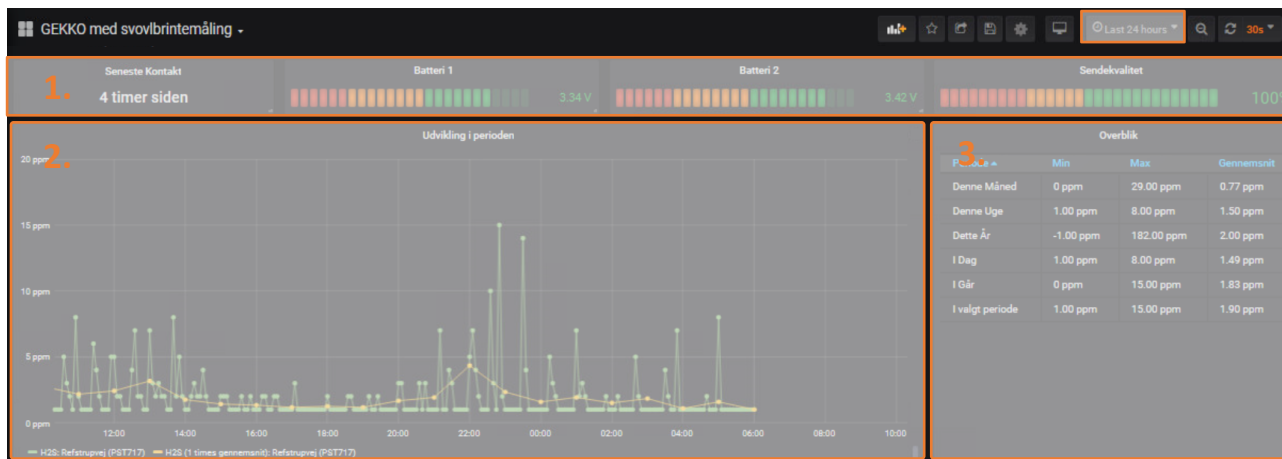 GEKKO med svovlbrintemåling
Last 24 hours
30s
1.
Seneste Kontakt
4 timer siden
Batteri 1
3.34 V
Batteri 2
3.42 V
Sendekvalitet
100%
2.
Udvikling i perioden
20 ppm
15 ppm
10 ppm
5 ppm
0 ppm
12:00 14:00 16:00 18:00 20:00 22:00 00:00 02:00 04:00 06:00 08:00 10:00
H2S: Refstrupvej (PST717) H2S (1 times gennemsnit): Refstrupvej (PST717)
3.
Overblik
Periode Min Max Gennemsnit
Denne Måned 0 ppm 29.00 ppm 0.77 ppm
Denne Uge 1.00 ppm 8.00 ppm 1.50 ppm
Dette År -1.00 ppm 182.00 ppm 2.00 ppm
I Dag 1.00 ppm 8.00 ppm 1.49 ppm
I Går 0 ppm 15.00 ppm 1.83 ppm
I valgt periode 1.00 ppm 15.00 ppm 1.90 ppm